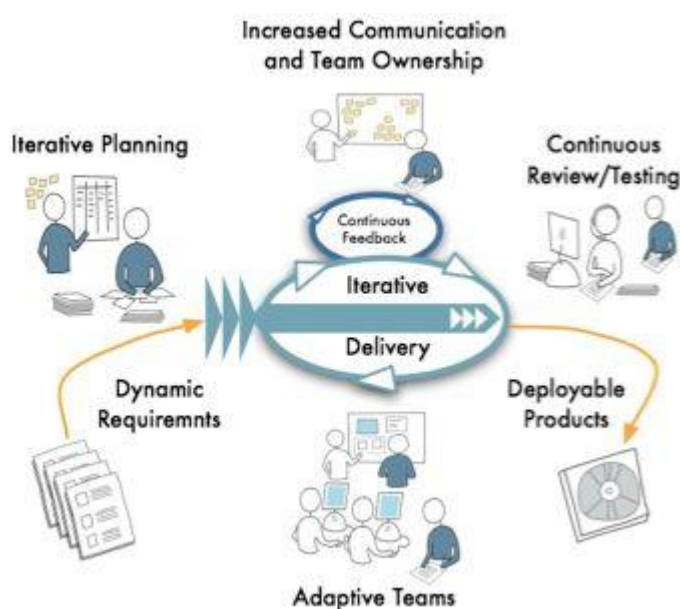 Increased Communication
and Team Ownership
Iterative Planning
Continuous
Review/Testing
Continuous
Feedback
Iterative
Delivery
Dynamic
Requiremnts
Deployable
Products
Adaptive Teams